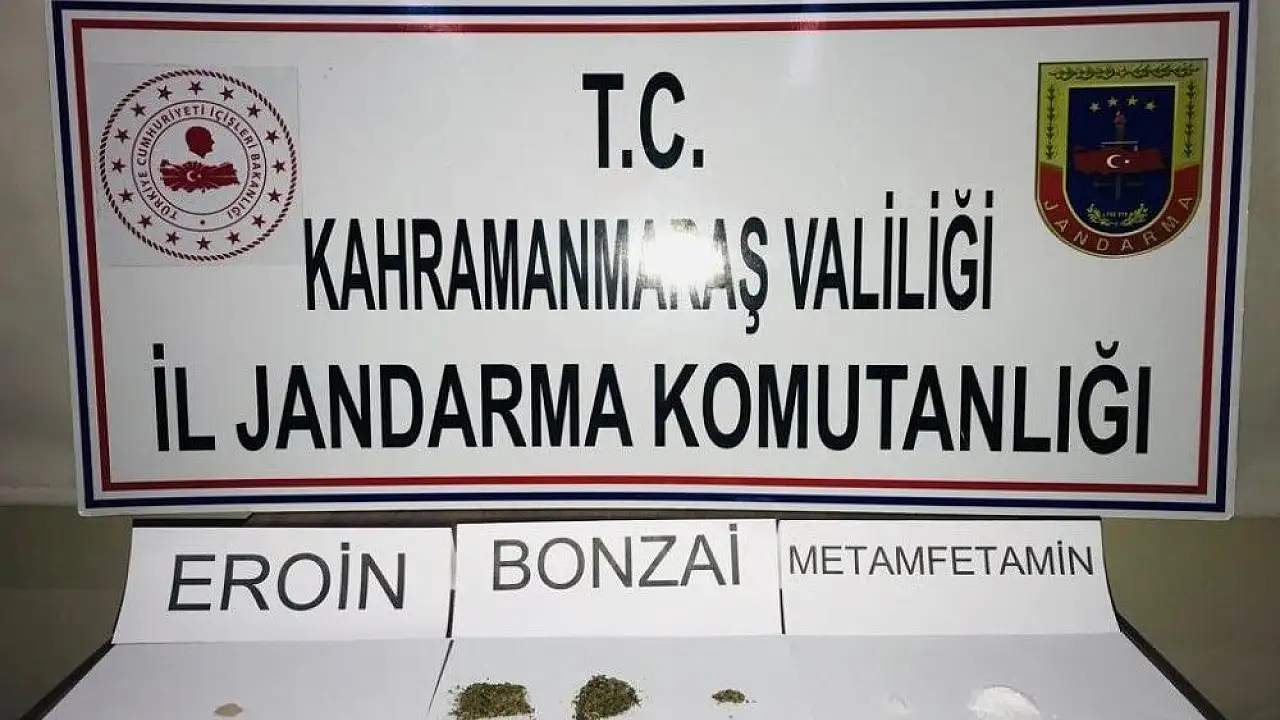 T.C.
KAHRAMANMARAŞ VALİLİĞİ
İL JANDARMA KOMUTANLIĞI
TÜRKİYE CUMHURİYETİ İÇİŞLERİ BAKANLIĞI
JANDARMA
EROİN
BONZAİ
METAMFETAMİN